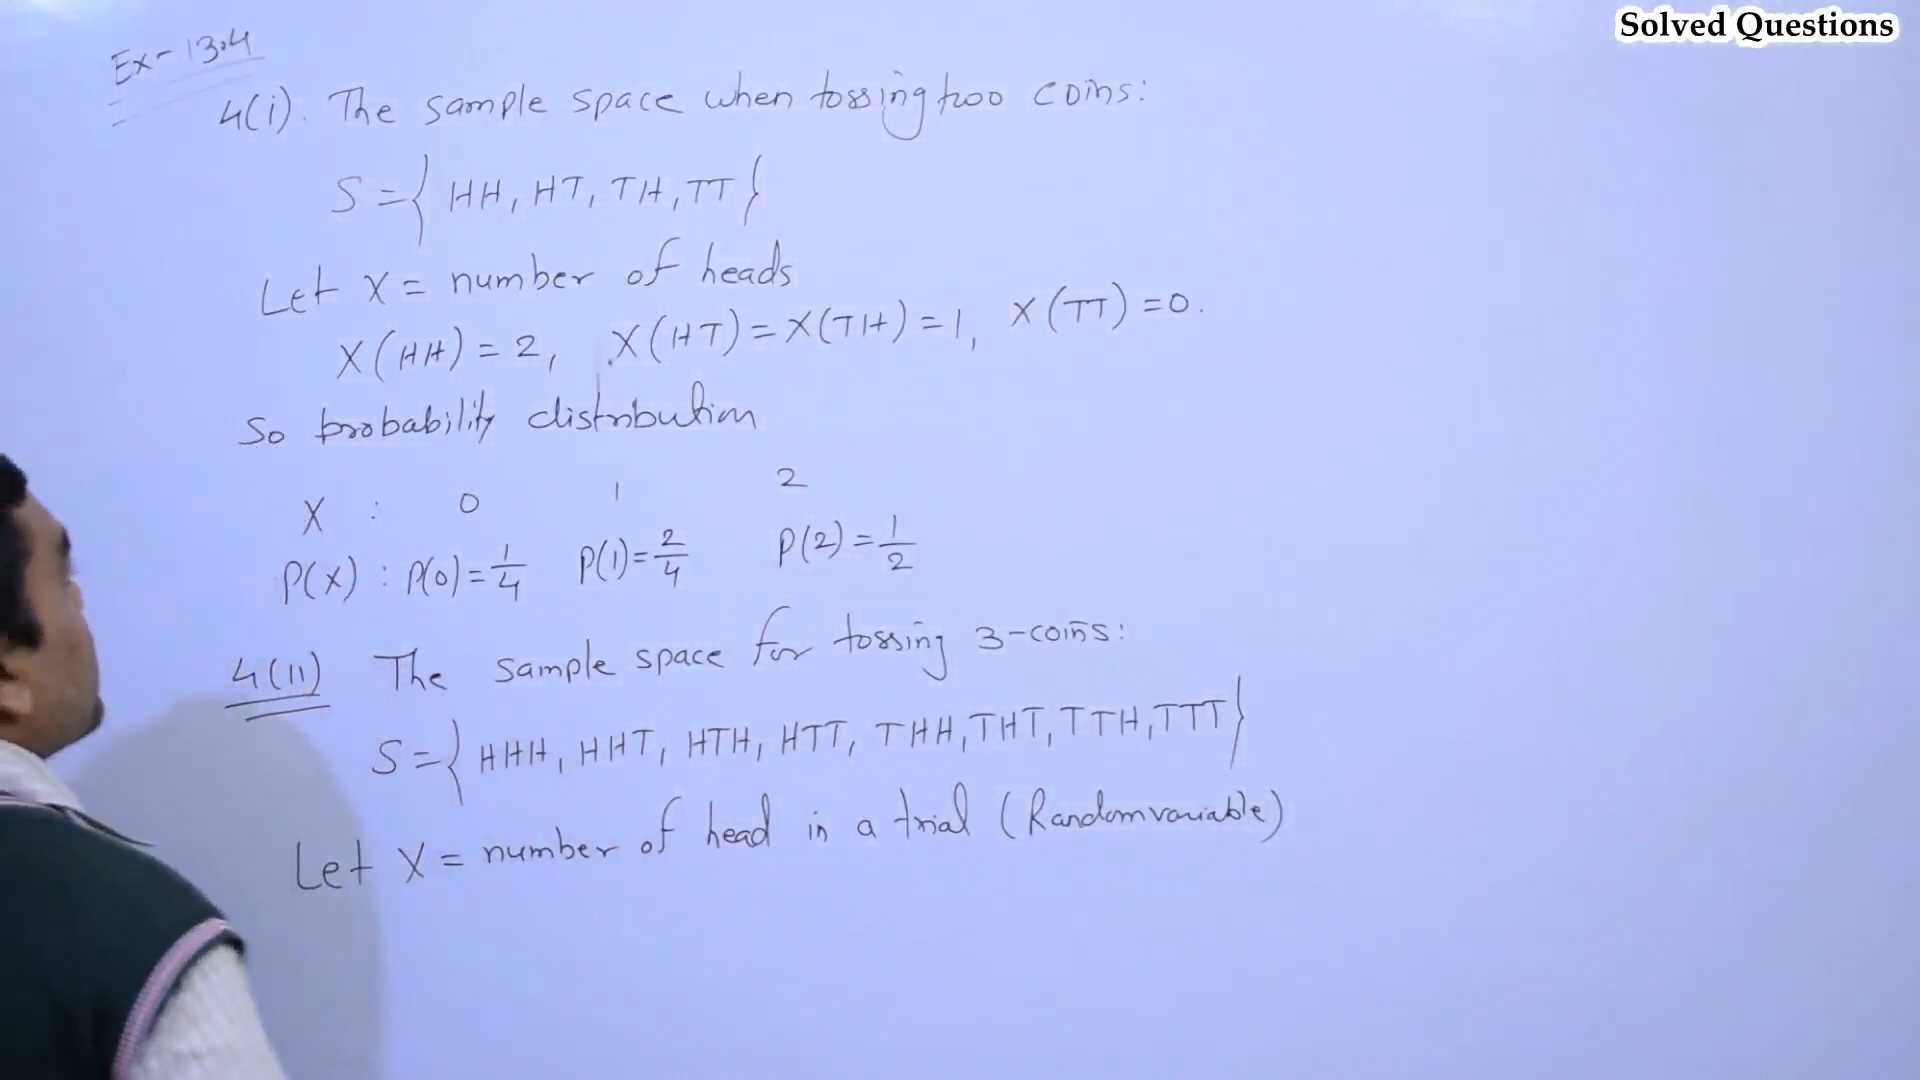 Solved Questions
Ex-13.4
4(i). The sample space when tossing two coins:
S = { HH, HT, TH, TT }
Let X = number of heads
X(HH) = 2, X(HT) = X(TH) = 1, X(TT) = 0.
So probability distribution
X : 0 1 2
P(X) : P(0) = 1/4 P(1) = 2/4 P(2) = 1/2
4(11) The sample space for tossing 3-coins:
S = { HHH, HHT, HTH, HTT, THH, THT, TTH, TTT }
Let X = number of head in a trial (Randomvariable)